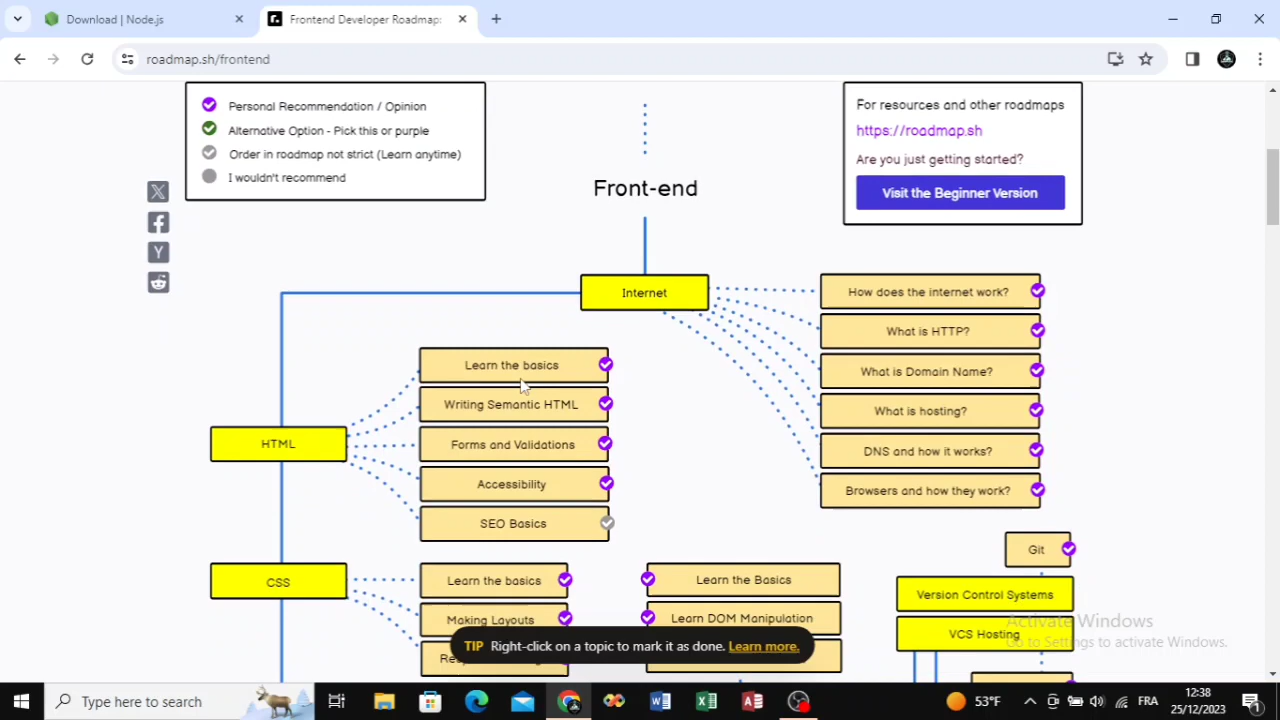 Download | Node.js
Frontend Developer Roadmap:
roadmap.sh/frontend
Personal Recommendation / Opinion
Alternative Option - Pick this or purple
Order in roadmap not strict (Learn anytime)
I wouldn't recommend
For resources and other roadmaps
https://roadmap.sh
Are you just getting started?
Visit the Beginner Version
Front-end
Internet
How does the internet work?
What is HTTP?
What is Domain Name?
What is hosting?
DNS and how it works?
Browsers and how they work?
HTML
Learn the basics
Writing Semantic HTML
Forms and Validations
Accessibility
SEO Basics
CSS
Learn the basics
Making Layouts
Learn the Basics
Learn DOM Manipulation
Git
Version Control Systems
VCS Hosting
Activate Windows
Go to Settings to activate Windows.
TIP Right-click on a topic to mark it as done. Learn more.
Type here to search
53°F
FRA
12:38
25/12/2023
1